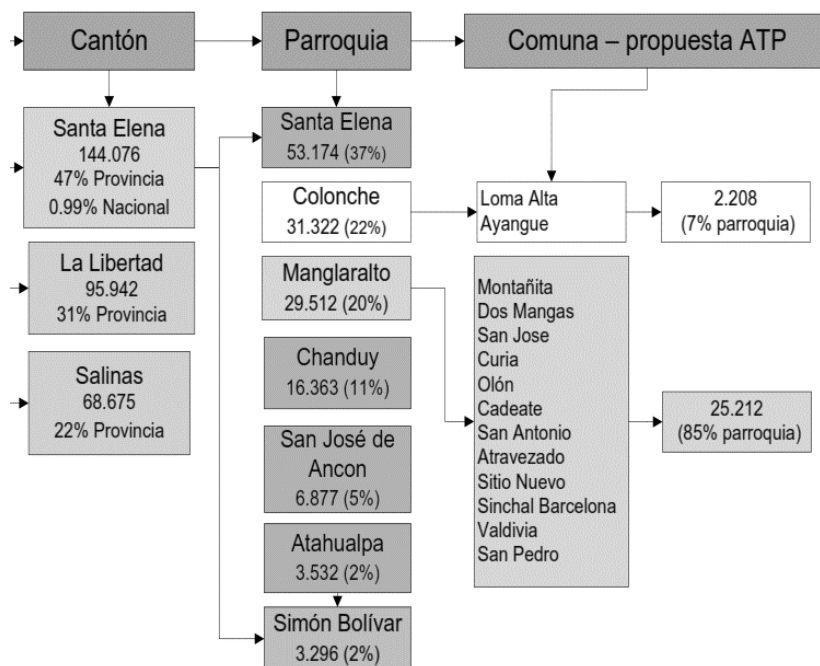 Cantón
Parroquia
Comuna – propuesta ATP
Santa Elena
144.076
47% Provincia
0.99% Nacional
La Libertad
95.942
31% Provincia
Salinas
68.675
22% Provincia
Santa Elena
53.174 (37%)
Colonche
31.322 (22%)
Manglaralto
29.512 (20%)
Chanduy
16.363 (11%)
San José de
Ancon
6.877 (5%)
Atahualpa
3.532 (2%)
Simón Bolívar
3.296 (2%)
Loma Alta
Ayangue
2.208
(7% parroquia)
Montañita
Dos Mangas
San Jose
Curia
Olón
Cadeate
San Antonio
Atravezado
Sitio Nuevo
Sinchal Barcelona
Valdivia
San Pedro
25.212
(85% parroquia)